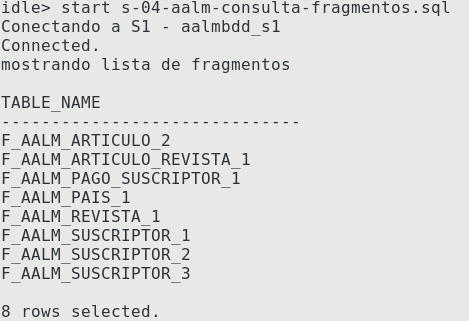 idle> start s-04-aalm-consulta-fragmentos.sql
Conectando a S1 - aalmbdd_s1
Connected.
mostrando lista de fragmentos
TABLE_NAME
------------------------------
F_AALM_ARTICULO_2
F_AALM_ARTICULO_REVISTA_1
F_AALM_PAGO_SUSCRIPTOR_1
F_AALM_PAIS_1
F_AALM_REVISTA_1
F_AALM_SUSCRIPTOR_1
F_AALM_SUSCRIPTOR_2
F_AALM_SUSCRIPTOR_3
8 rows selected.